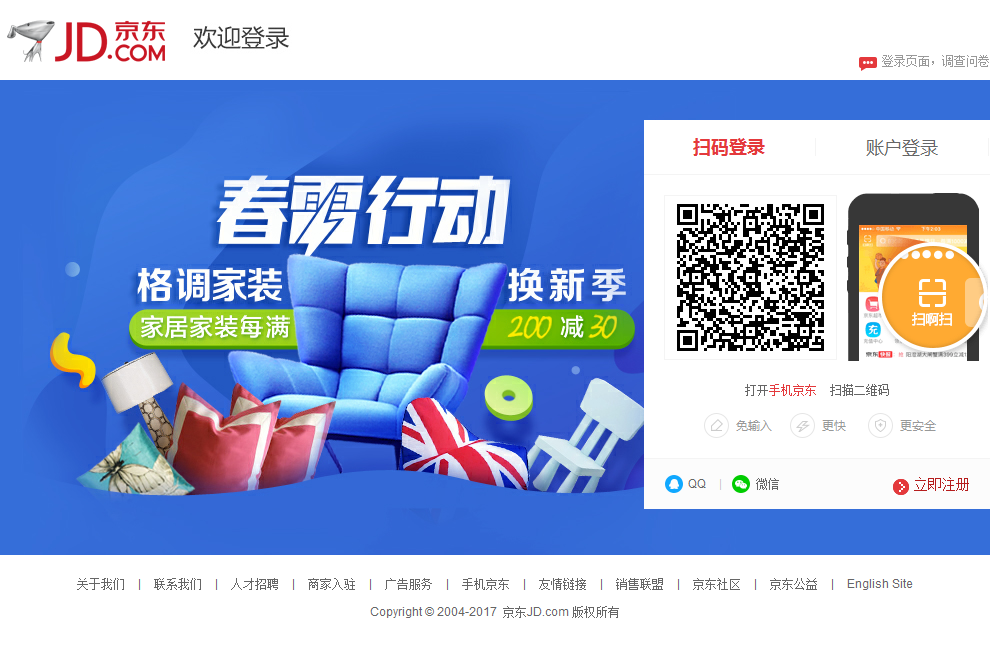 JD京东
.COM
欢迎登录
登录页面，调查问卷
春雷行动
格调家装 换新季
家居家装每满 200 减 30
扫码登录 账户登录
扫啊扫
打开手机京东 扫描二维码
免输入 更快 更安全
QQ | 微信 立即注册
关于我们 | 联系我们 | 人才招聘 | 商家入驻 | 广告服务 | 手机京东 | 友情链接 | 销售联盟 | 京东社区 | 京东公益 | English Site
Copyright © 2004-2017 京东JD.com 版权所有